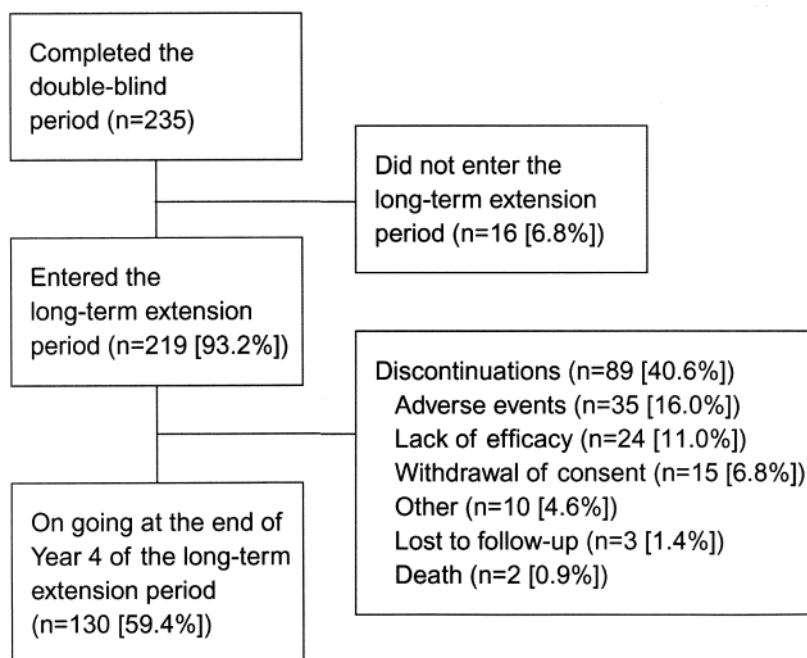 Completed the
double-blind
period (n=235)
Did not enter the
long-term extension
period (n=16 [6.8%])
Entered the
long-term extension
period (n=219 [93.2%])
Discontinuations (n=89 [40.6%])
Adverse events (n=35 [16.0%])
Lack of efficacy (n=24 [11.0%])
Withdrawal of consent (n=15 [6.8%])
Other (n=10 [4.6%])
Lost to follow-up (n=3 [1.4%])
Death (n=2 [0.9%])
On going at the end of
Year 4 of the long-term
extension period
(n=130 [59.4%])